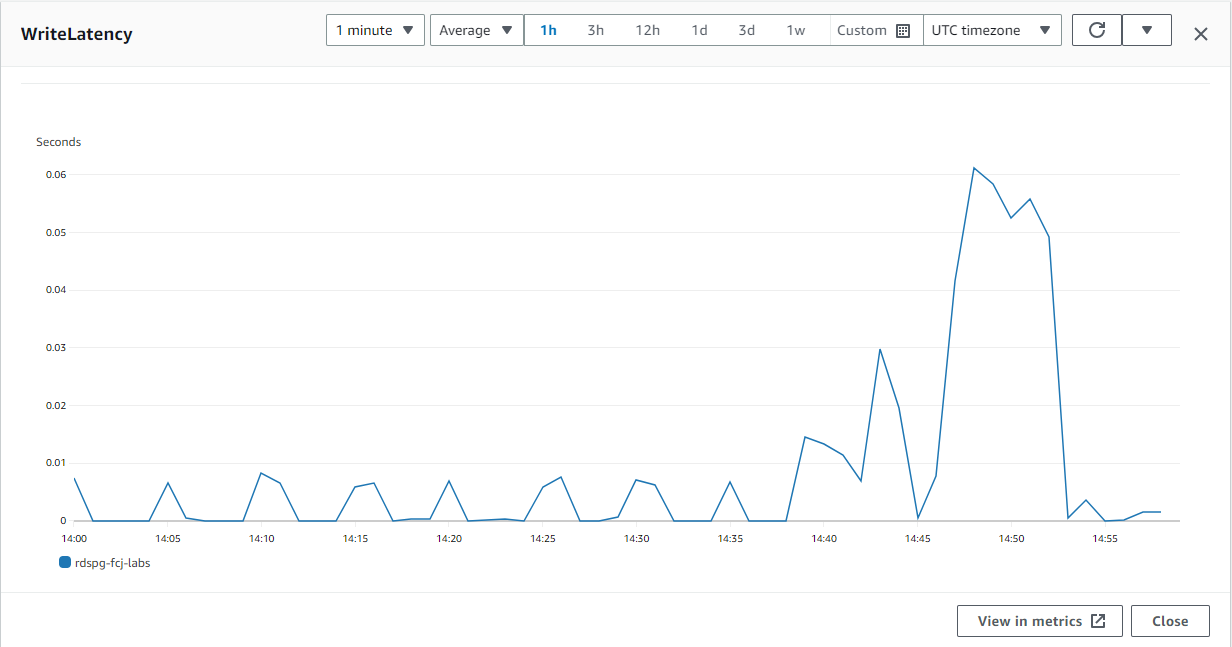 WriteLatency 1 minute Average 1h 3h 12h 1d 3d 1w Custom UTC timezone
Seconds
0.06
0.05
0.04
0.03
0.02
0.01
0
14:00 14:05 14:10 14:15 14:20 14:25 14:30 14:35 14:40 14:45 14:50 14:55
rdspg-fcj-labs
View in metrics Close